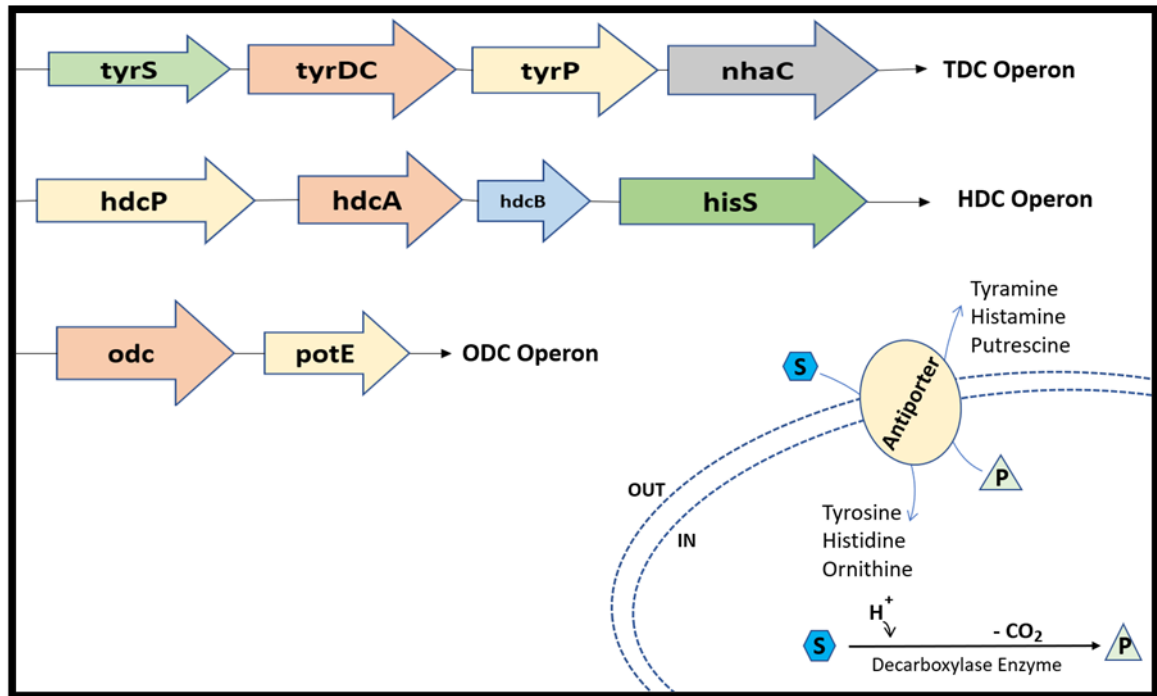 tyrS tyrDC tyrP nhaC TDC Operon
hdcP hdcA hdcB hisS HDC Operon
odc potE ODC Operon
Tyramine
Histamine
Putrescine
S
Antiporter
P
OUT
IN
Tyrosine
Histidine
Ornithine
H+
S - CO₂ P
Decarboxylase Enzyme